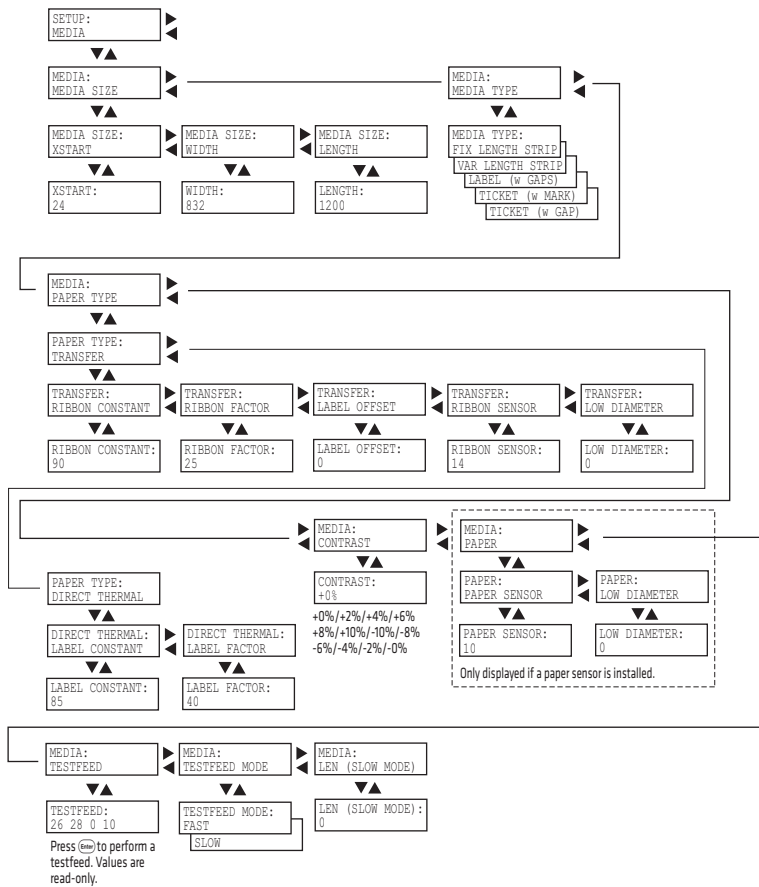 SETUP:
MEDIA
MEDIA:
MEDIA SIZE
MEDIA:
MEDIA TYPE
MEDIA SIZE:
XSTART
MEDIA SIZE:
WIDTH
MEDIA SIZE:
LENGTH
MEDIA TYPE:
FIX LENGTH STRIP
VAR LENGTH STRIP
LABEL (w GAPS)
TICKET (w MARK)
TICKET (w GAP)
XSTART:
24
WIDTH:
832
LENGTH:
1200
MEDIA:
PAPER TYPE
PAPER TYPE:
TRANSFER
TRANSFER:
RIBBON CONSTANT
TRANSFER:
RIBBON FACTOR
TRANSFER:
LABEL OFFSET
TRANSFER:
RIBBON SENSOR
TRANSFER:
LOW DIAMETER
RIBBON CONSTANT:
90
RIBBON FACTOR:
25
LABEL OFFSET:
0
RIBBON SENSOR:
14
LOW DIAMETER:
0
MEDIA:
CONTRAST
MEDIA:
PAPER
CONTRAST:
+0%
+0%/+2%/+4%/+6%
+8%/+10%/-10%/-8%
-6%/-4%/-2%/-0%
PAPER:
PAPER SENSOR
PAPER:
LOW DIAMETER
PAPER SENSOR:
10
LOW DIAMETER:
0
Only displayed if a paper sensor is installed.
PAPER TYPE:
DIRECT THERMAL
DIRECT THERMAL:
LABEL CONSTANT
DIRECT THERMAL:
LABEL FACTOR
LABEL CONSTANT:
85
LABEL FACTOR:
40
MEDIA:
TESTFEED
MEDIA:
TESTFEED MODE
MEDIA:
LEN (SLOW MODE)
TESTFEED:
26 28 0 10
TESTFEED MODE:
FAST
SLOW
LEN (SLOW MODE):
0
Press Enter to perform a
testfeed. Values are
read-only.